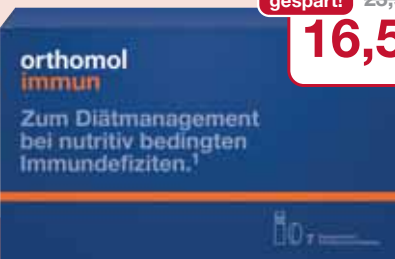 gespart!
16,5
orthomol
immun
Zum Diätmanagement
bei nutritiv bedingten
Immundefiziten.¹
7